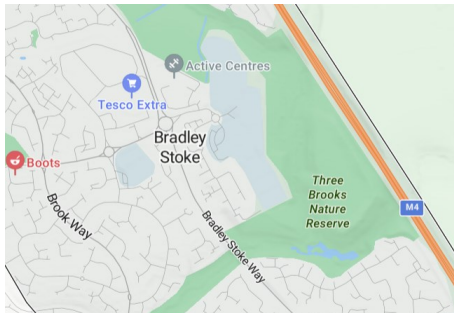 Active Centres
Tesco Extra
Bradley
Stoke
Boots
Three
Brooks
Nature
Reserve
M4
Brook Way
Bradley Stoke Way